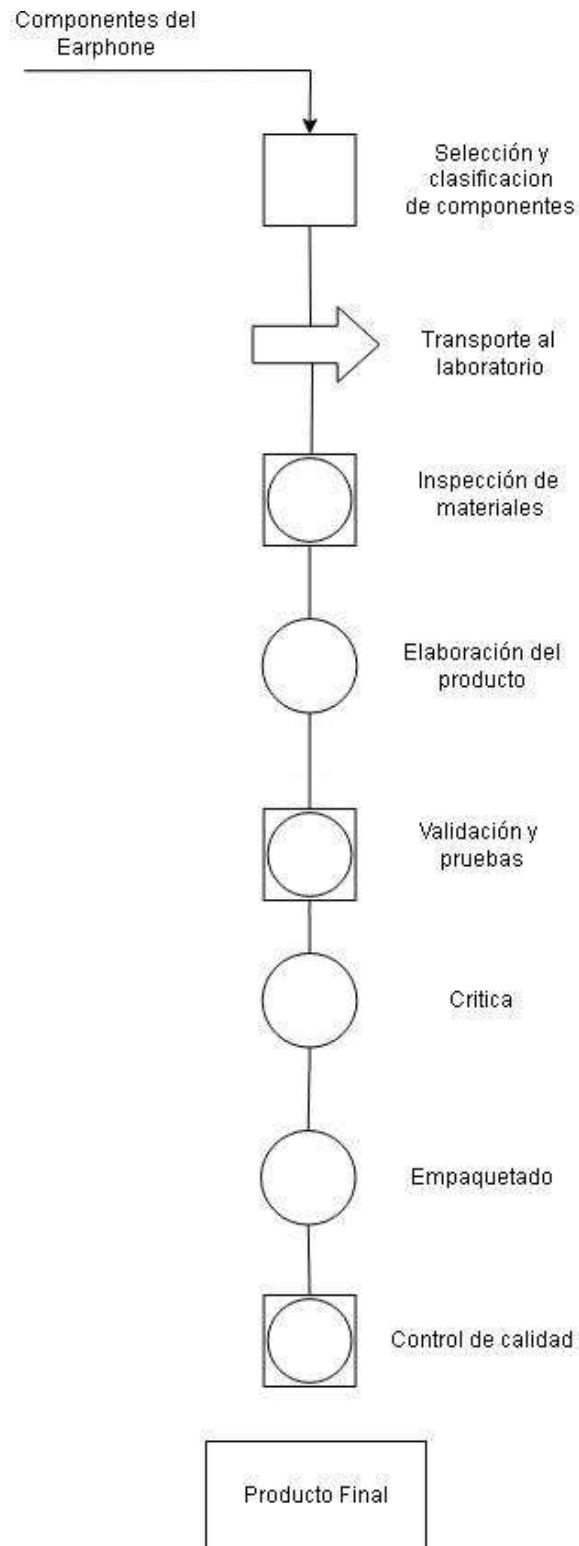 Componentes del
Earphone
Selección y
clasificacion
de componentes
Transporte al
laboratorio
Inspección de
materiales
Elaboración del
producto
Validación y
pruebas
Critica
Empaquetado
Control de calidad
Producto Final